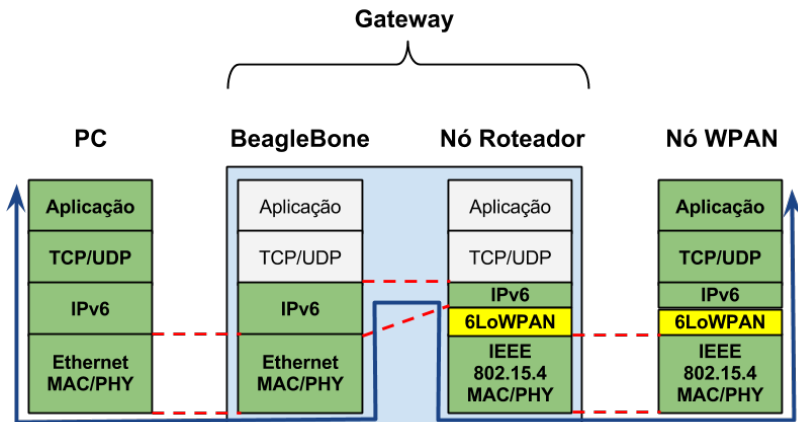 Gateway
PC
BeagleBone
Nó Roteador
Nó WPAN
Aplicação
TCP/UDP
IPv6
Ethernet
MAC/PHY
Aplicação
TCP/UDP
IPv6
Ethernet
MAC/PHY
Aplicação
TCP/UDP
IPv6
6LoWPAN
IEEE
802.15.4
MAC/PHY
Aplicação
TCP/UDP
IPv6
6LoWPAN
IEEE
802.15.4
MAC/PHY